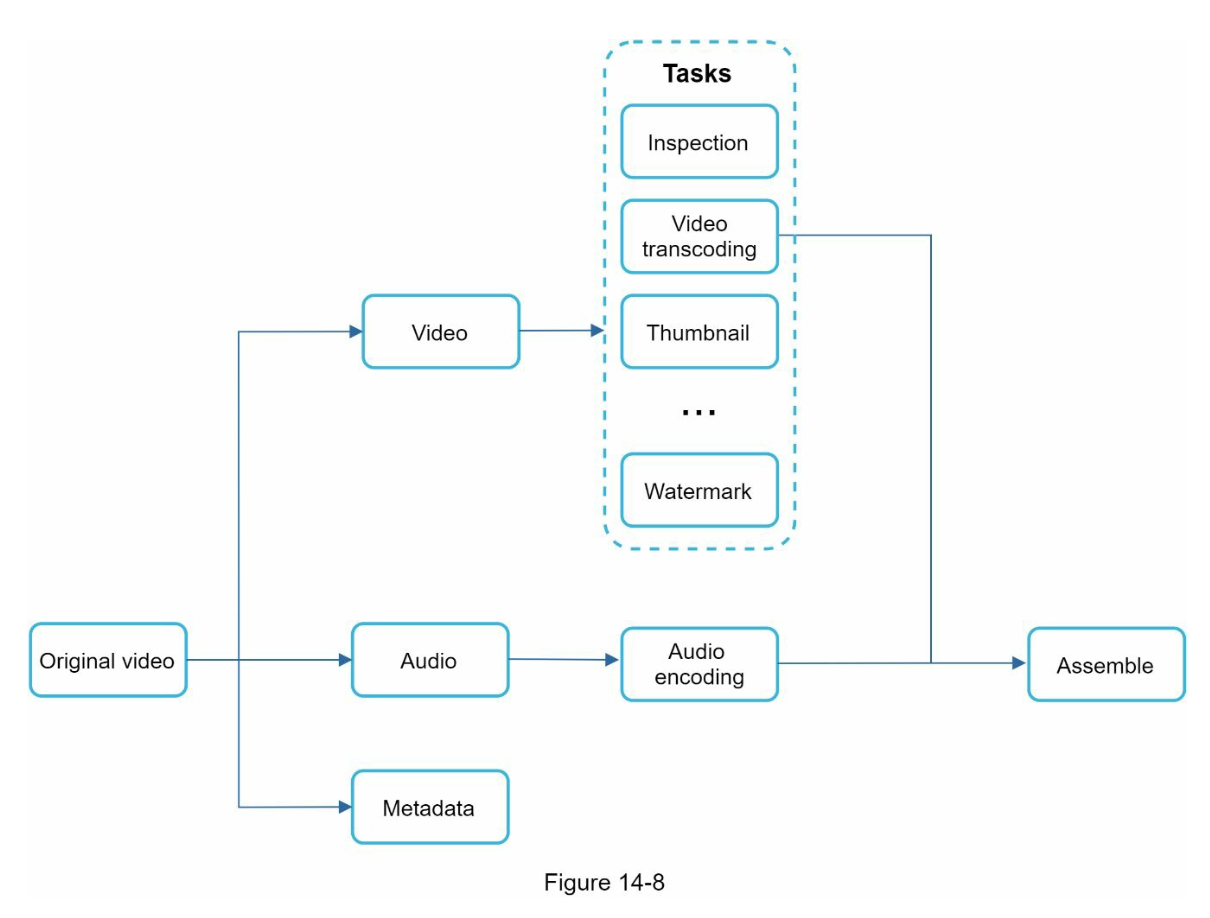 Tasks
Inspection
Video
transcoding
Video
Thumbnail
...
Watermark
Original video
Audio
Audio
encoding
Assemble
Metadata
Figure 14-8